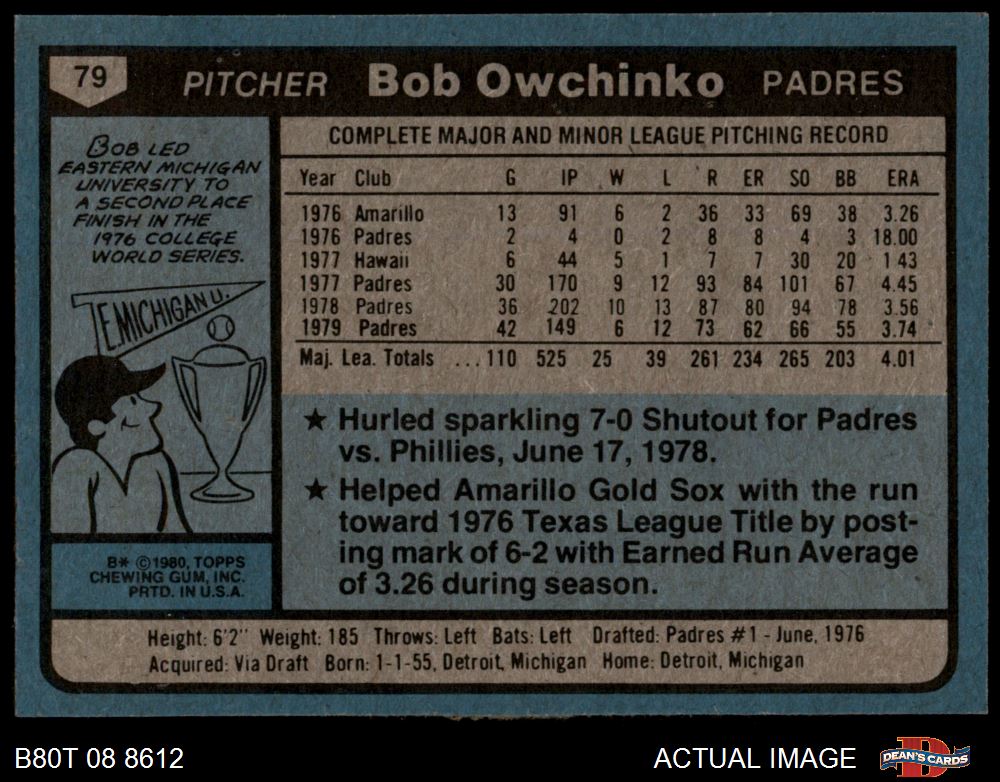 79 PITCHER Bob Owchinko PADRES
BOB LED
EASTERN MICHIGAN
UNIVERSITY TO
A SECOND PLACE
FINISH IN THE
1976 COLLEGE
WORLD SERIES.
E.MICHIGAN U.
B* ©1980, TOPPS
CHEWING GUM, INC.
PRTD. IN U.S.A.
COMPLETE MAJOR AND MINOR LEAGUE PITCHING RECORD
Year Club G IP W L R ER SO BB ERA
1976 Amarillo 13 91 6 2 36 33 69 38 3.26
1976 Padres 2 4 0 2 8 8 4 3 18.00
1977 Hawaii 6 44 5 1 7 7 30 20 1 43
1977 Padres 30 170 9 12 93 84 101 67 4.45
1978 Padres 36 202 10 13 87 80 94 78 3.56
1979 Padres 42 149 6 12 73 62 66 55 3.74
Maj. Lea. Totals ...110 525 25 39 261 234 265 203 4.01
★ Hurled sparkling 7-0 Shutout for Padres
vs. Phillies, June 17, 1978.
★ Helped Amarillo Gold Sox with the run
toward 1976 Texas League Title by post-
ing mark of 6-2 with Earned Run Average
of 3.26 during season.
Height: 6'2" Weight: 185 Throws: Left Bats: Left Drafted: Padres #1 - June, 1976
Acquired: Via Draft Born: 1-1-55, Detroit, Michigan Home: Detroit, Michigan
B80T 08 8612 ACTUAL IMAGE DEAN'S CARDS